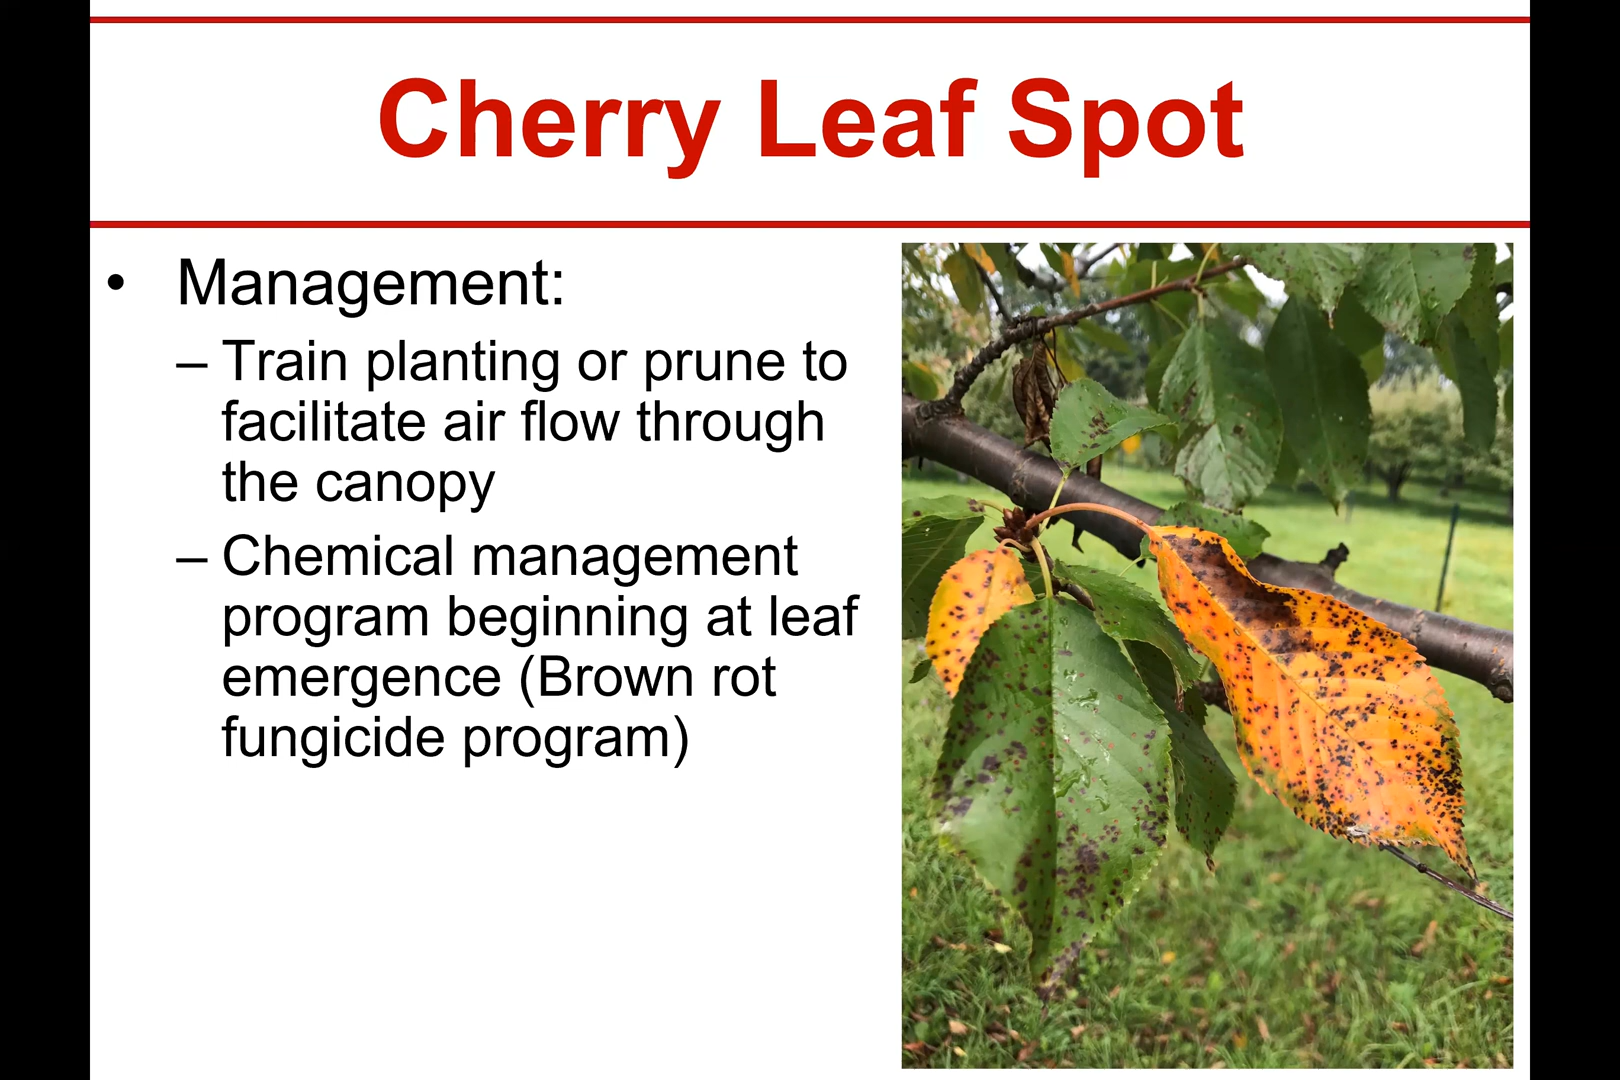 Cherry Leaf Spot
• Management:
– Train planting or prune to
facilitate air flow through
the canopy
– Chemical management
program beginning at leaf
emergence (Brown rot
fungicide program)